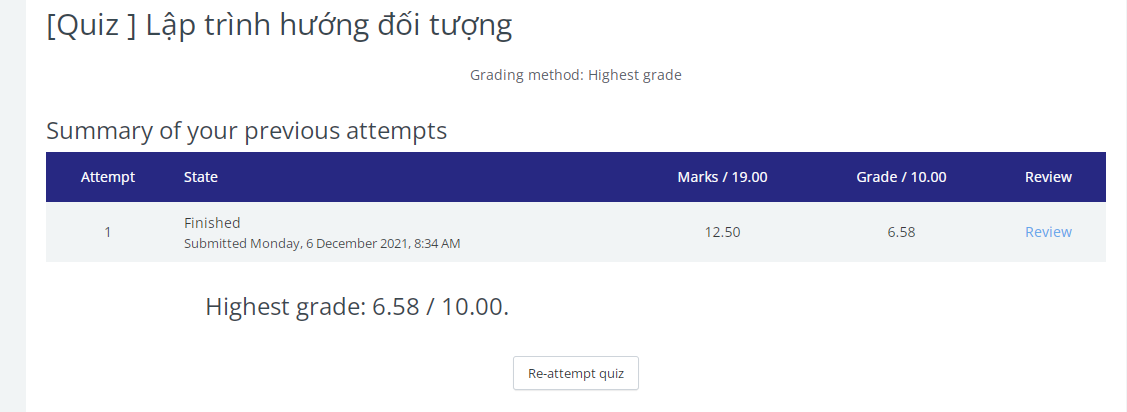 [Quiz ] Lập trình hướng đối tượng
Grading method: Highest grade
Summary of your previous attempts
Attempt State Marks / 19.00 Grade / 10.00 Review
1 Finished 12.50 6.58 Review
Submitted Monday, 6 December 2021, 8:34 AM
Highest grade: 6.58 / 10.00.
Re-attempt quiz